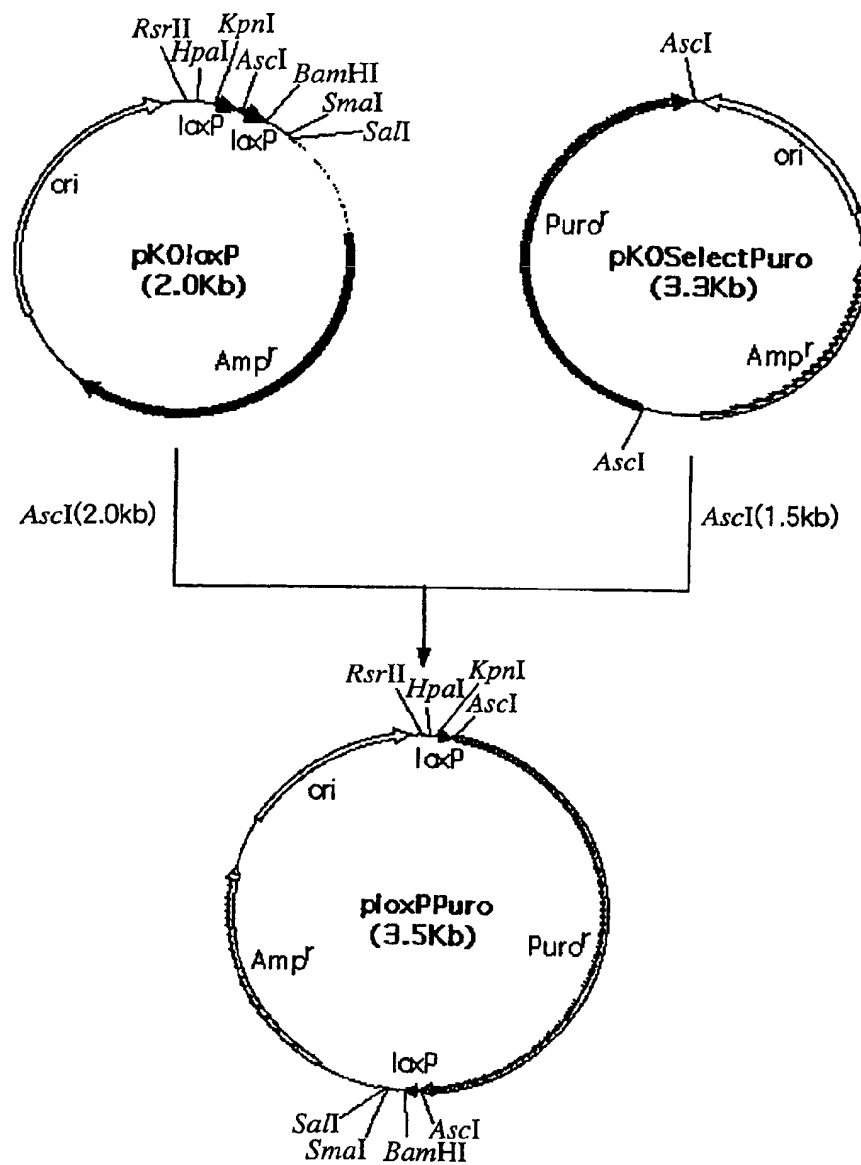 RsrII
HpaI
KpnI
AscI
BamHI
SmaI
SalI
loxP
loxP
ori
pKOloxP
(2.0Kb)
Ampʳ
AscI
ori
Puroʳ
pKOSelectPuro
(3.3Kb)
Ampʳ
AscI
AscI(2.0kb)
AscI(1.5kb)
RsrII
HpaI
KpnI
AscI
loxP
ori
ploxPPuro
(3.5Kb)
Ampʳ
Puroʳ
loxP
SalI
SmaI
BamHI
AscI